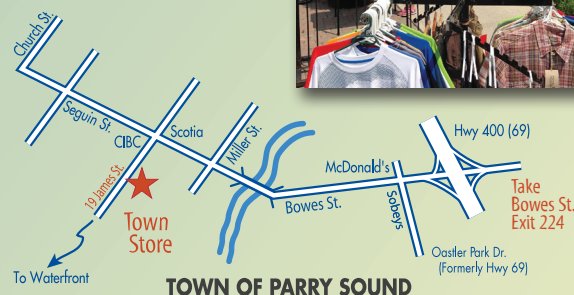 Church St.
Seguin St.
CIBC
Scotia
Miller St.
19 James St.
Town
Store
To Waterfront
McDonald's
Bowes St.
Sobeys
Hwy 400 (69)
Take
Bowes St.
Exit 224
Oastler Park Dr.
(Formerly Hwy 69)
TOWN OF PARRY SOUND